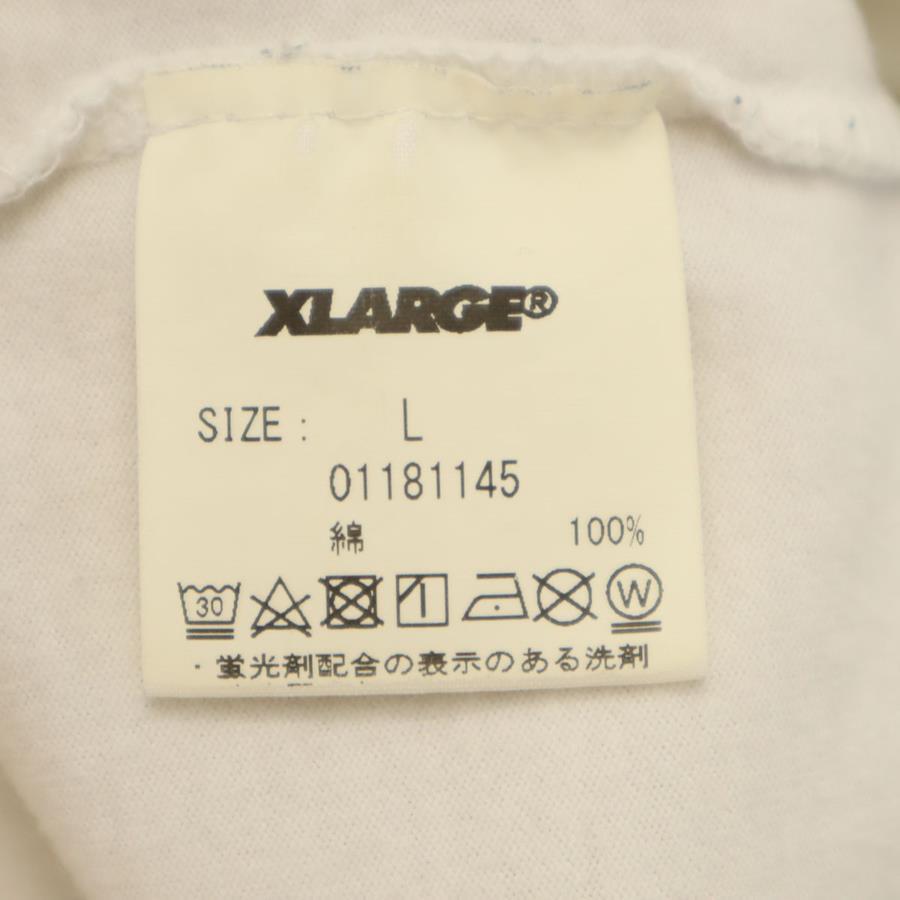 XLARGE®
SIZE : L
01181145
綿 100%
30
W
・蛍光剤配合の表示のある洗剤